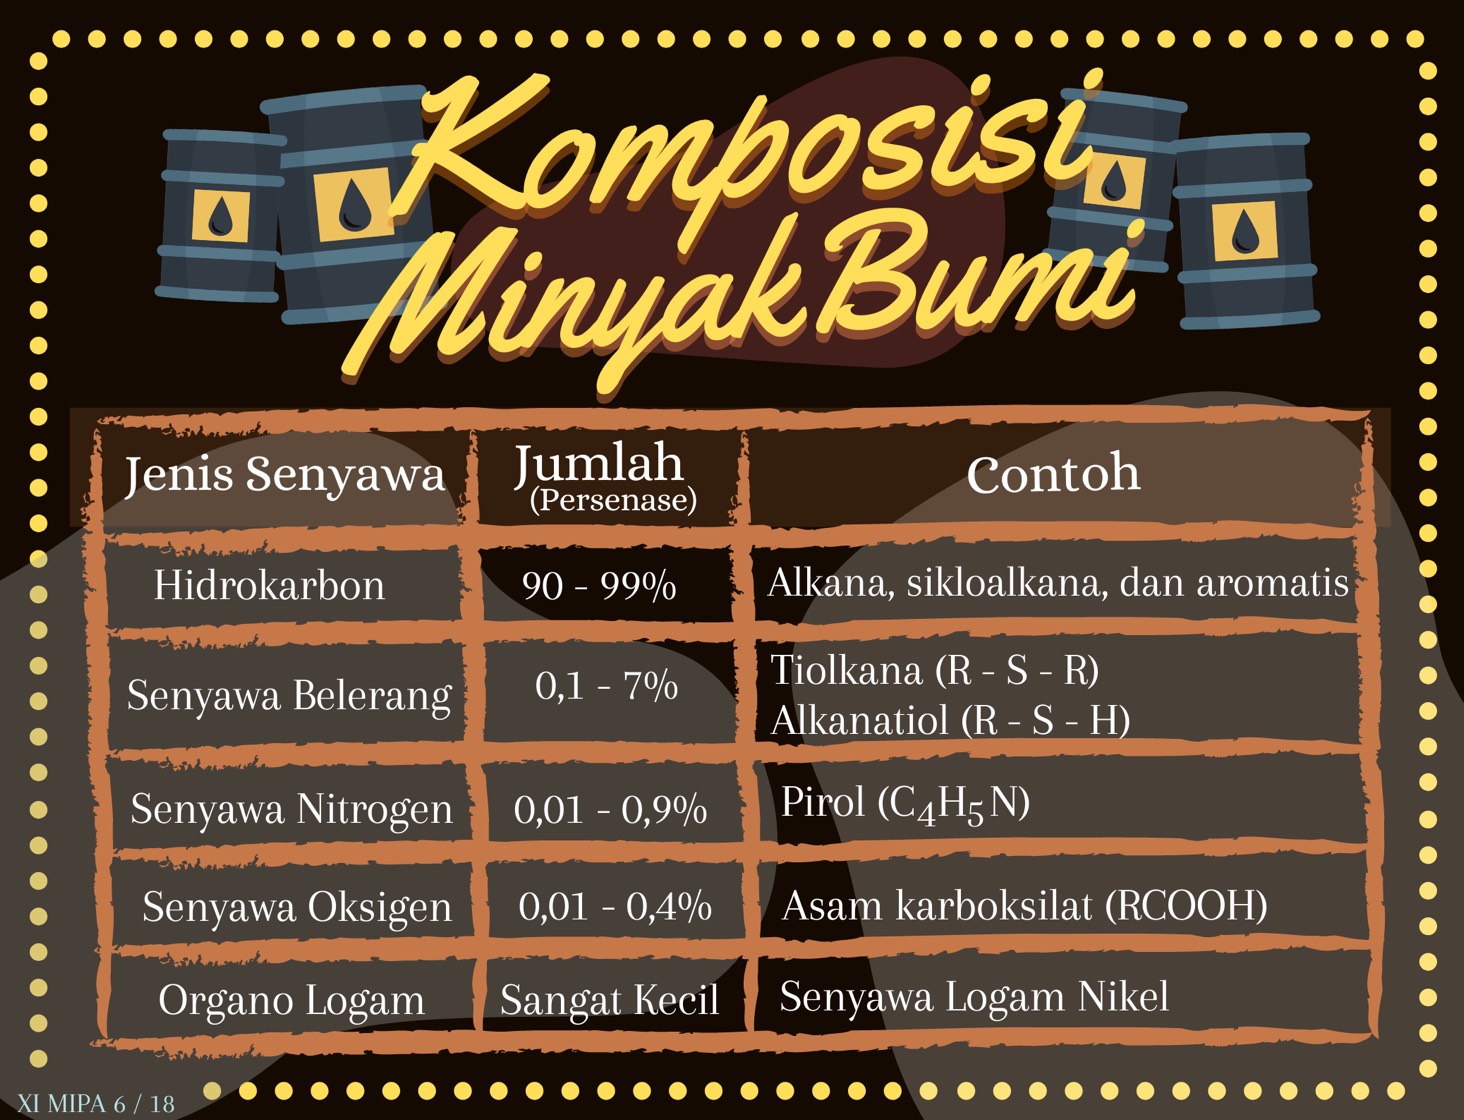 Komposisi
Minyak Bumi
Jenis Senyawa
Jumlah
(Persenase)
Contoh
Hidrokarbon
90 - 99%
Alkana, sikloalkana, dan aromatis
Senyawa Belerang
0,1 - 7%
Tiolkana (R - S - R)
Alkanatiol (R - S - H)
Senyawa Nitrogen
0,01 - 0,9%
Pirol (C₄H₅N)
Senyawa Oksigen
0,01 - 0,4%
Asam karboksilat (RCOOH)
Organo Logam
Sangat Kecil
Senyawa Logam Nikel
XI MIPA 6 / 18